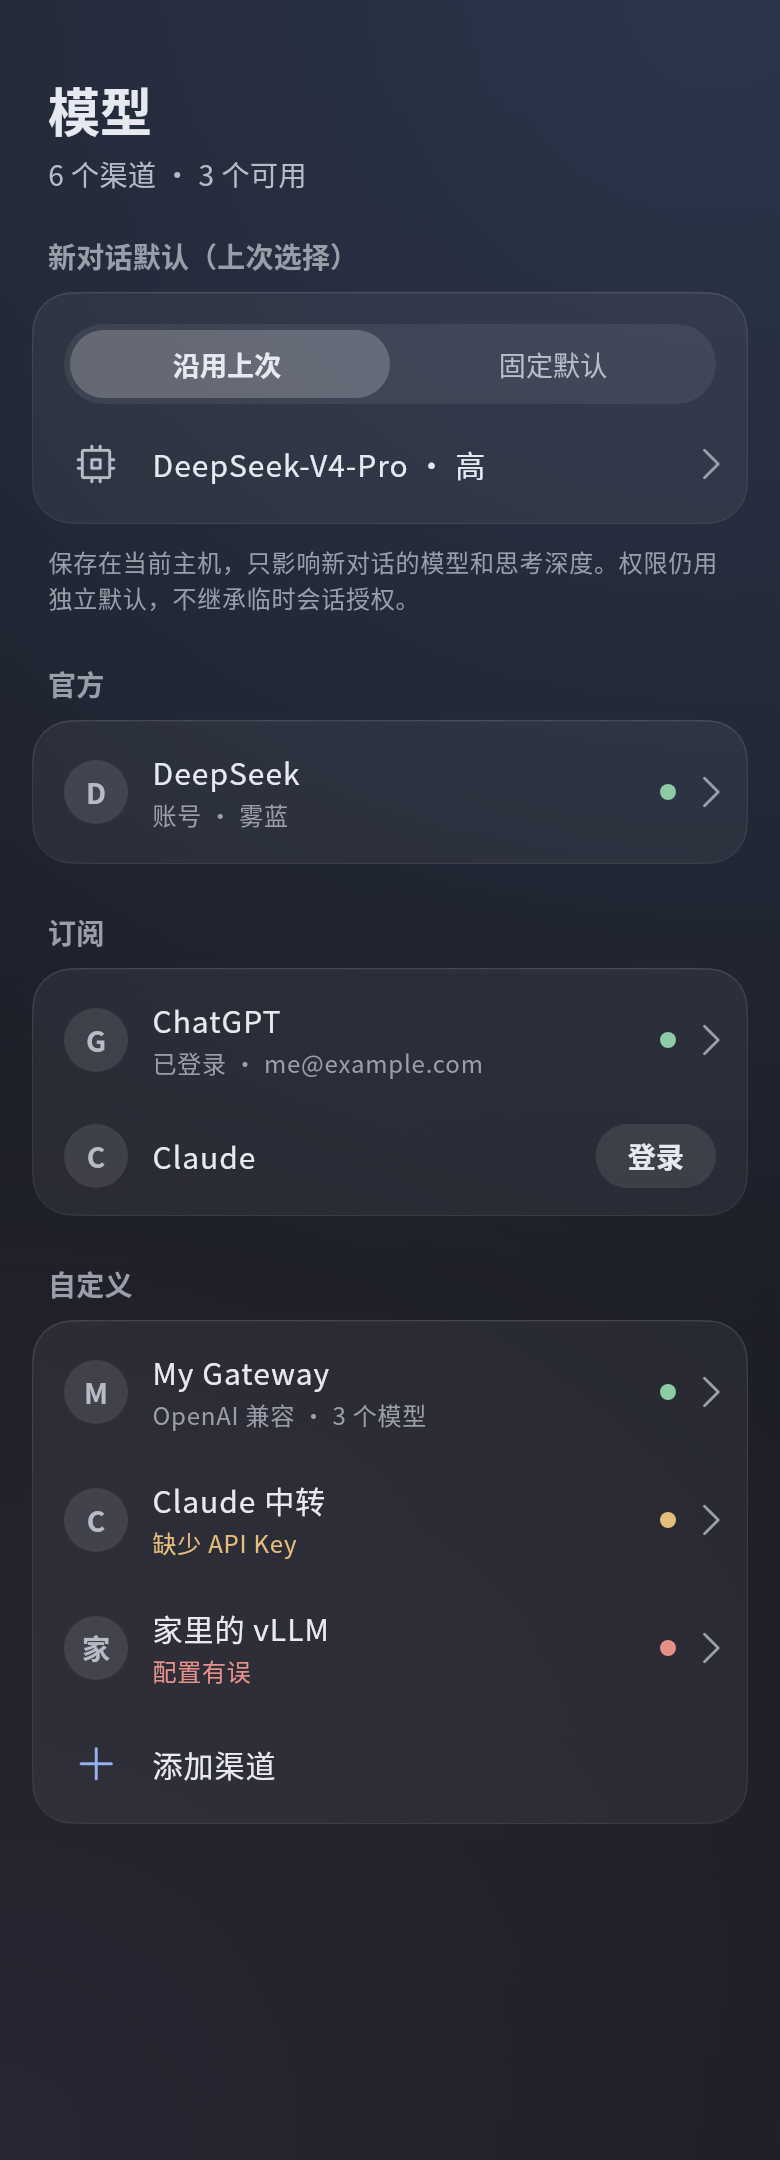 模型
6 个渠道 · 3 个可用
新对话默认（上次选择）
沿用上次
固定默认
DeepSeek-V4-Pro · 高
保存在当前主机，只影响新对话的模型和思考深度。权限仍用
独立默认，不继承临时会话授权。
官方
D
DeepSeek
账号 · 雾蓝
订阅
G
ChatGPT
已登录 · me@example.com
C
Claude
登录
自定义
M
My Gateway
OpenAI 兼容 · 3 个模型
C
Claude 中转
缺少 API Key
家
家里的 vLLM
配置有误
添加渠道